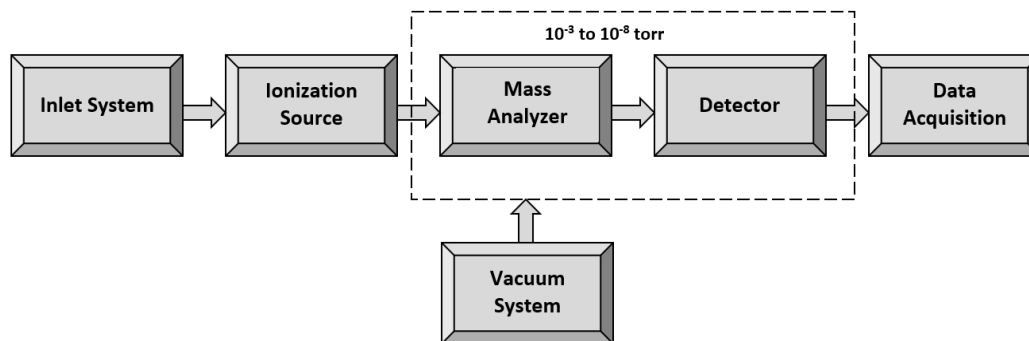 10⁻³ to 10⁻⁸ torr
Inlet System
Ionization
Source
Mass
Analyzer
Detector
Data
Acquisition
Vacuum
System